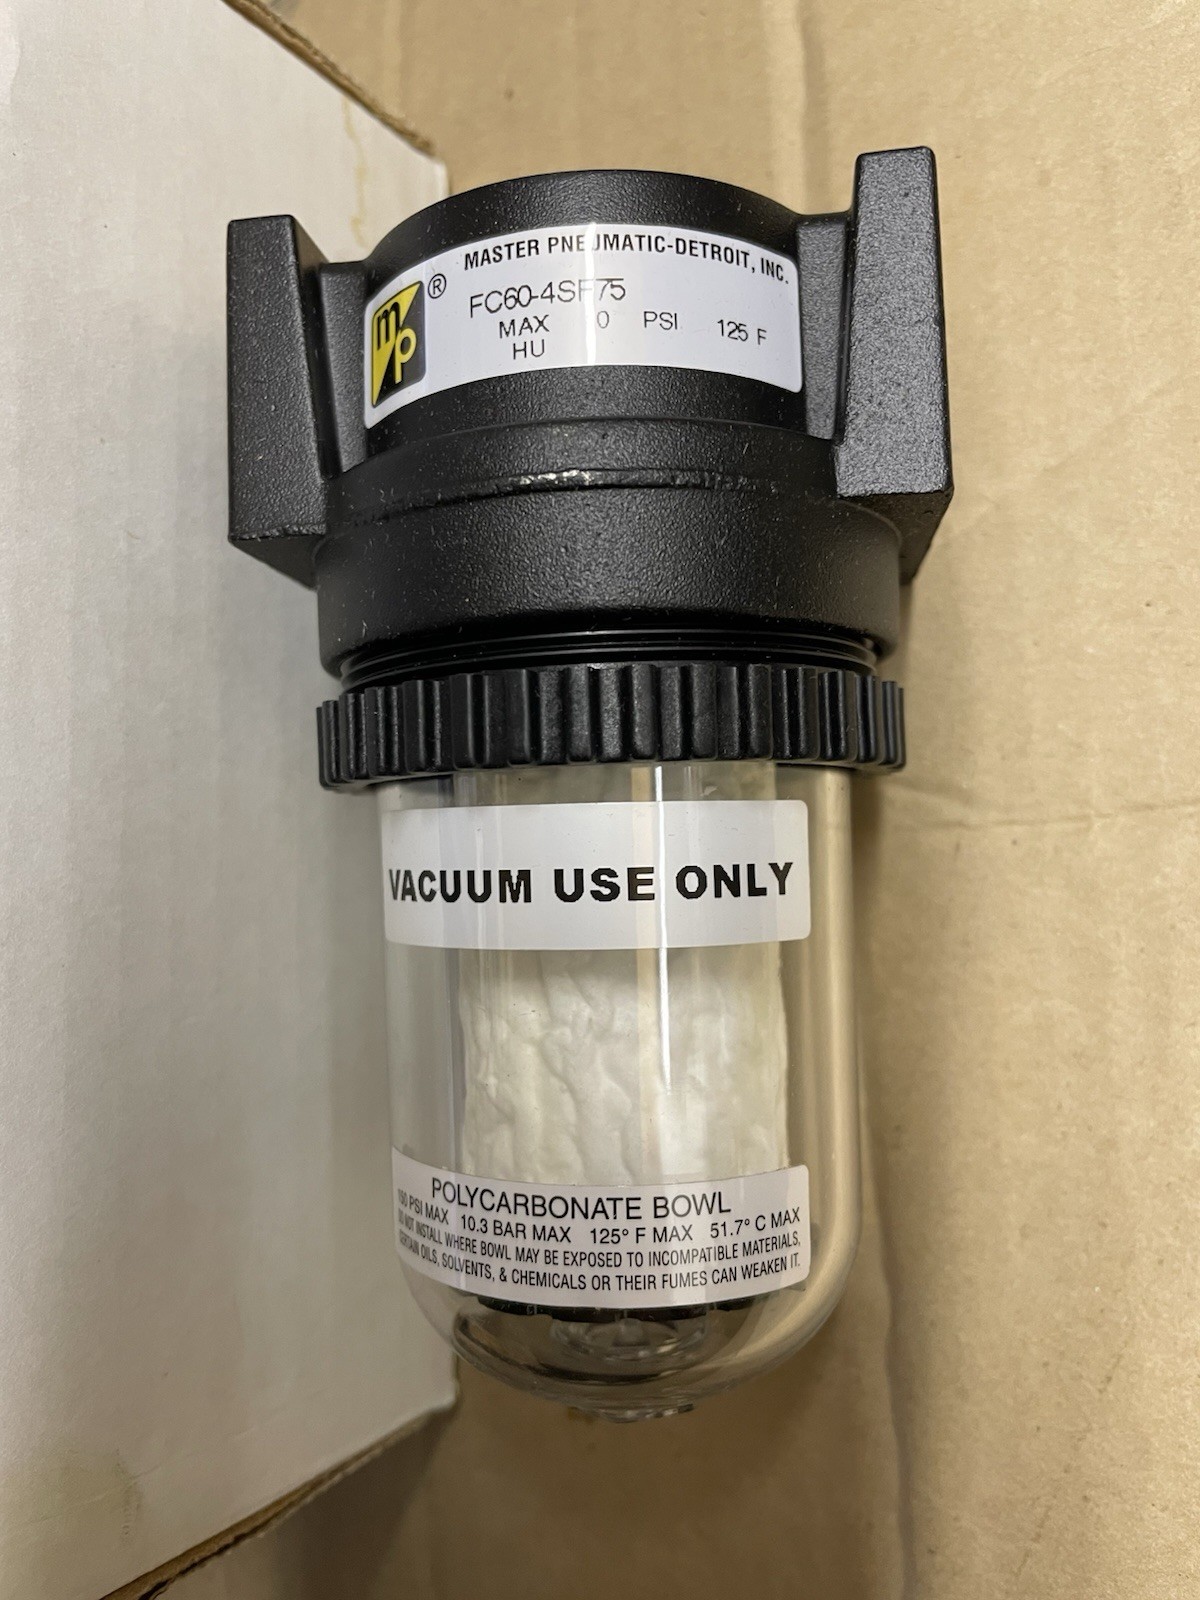 MASTER PNEUMATIC-DETROIT, INC.
mp ®
FC60-4SF75
MAX 0 PSI 125 F
HU
VACUUM USE ONLY
POLYCARBONATE BOWL
150 PSI MAX 10.3 BAR MAX 125° F MAX 51.7° C MAX
DO NOT INSTALL WHERE BOWL MAY BE EXPOSED TO INCOMPATIBLE MATERIALS,
CERTAIN OILS, SOLVENTS, & CHEMICALS OR THEIR FUMES CAN WEAKEN IT.